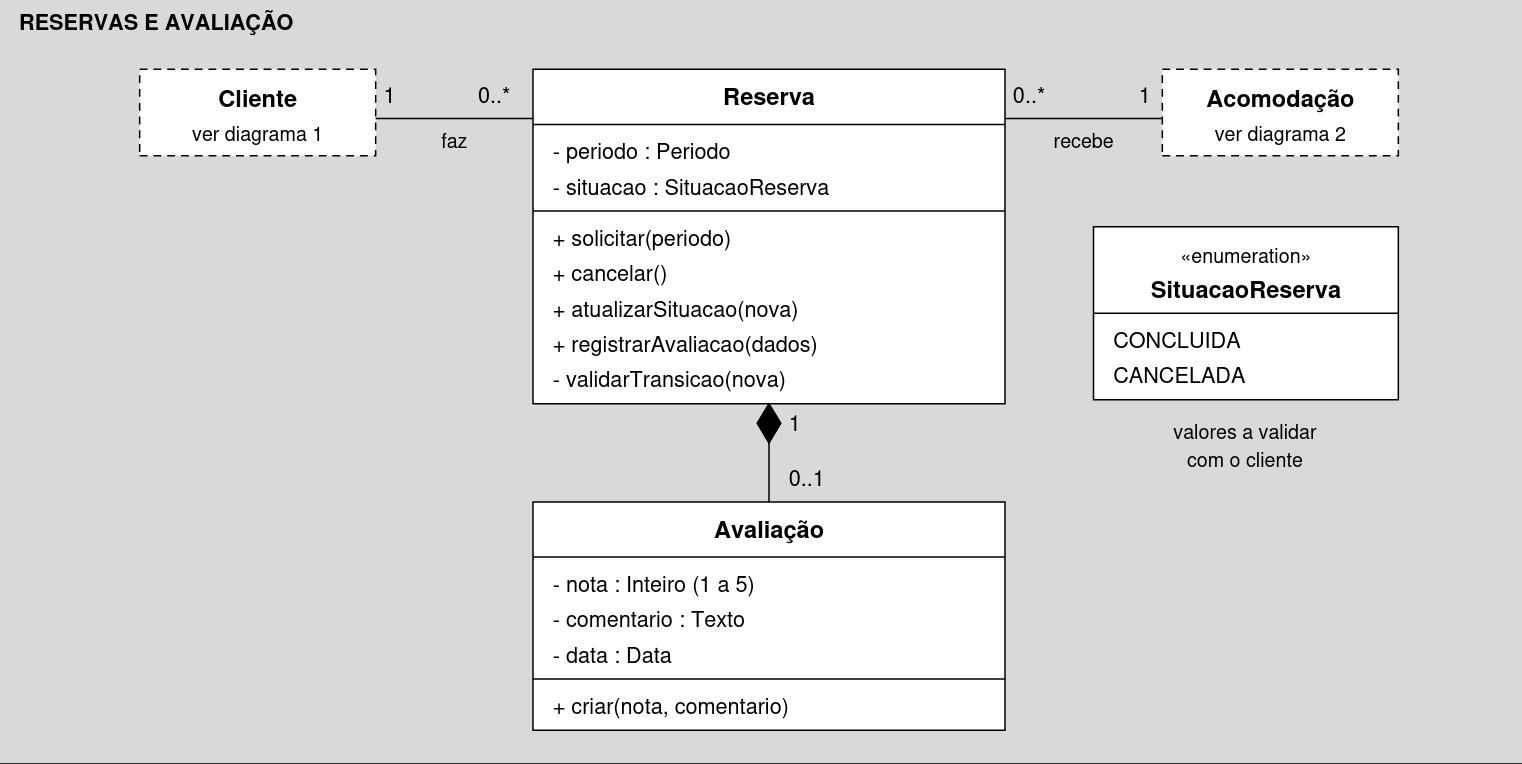 RESERVAS E AVALIAÇÃO
Cliente
ver diagrama 1
1
0..*
faz
Reserva
- periodo : Periodo
- situacao : SituacaoReserva
+ solicitar(periodo)
+ cancelar()
+ atualizarSituacao(nova)
+ registrarAvaliacao(dados)
- validarTransicao(nova)
0..*
1
recebe
Acomodação
ver diagrama 2
«enumeration»
SituacaoReserva
CONCLUIDA
CANCELADA
valores a validar
com o cliente
1
0..1
Avaliação
- nota : Inteiro (1 a 5)
- comentario : Texto
- data : Data
+ criar(nota, comentario)